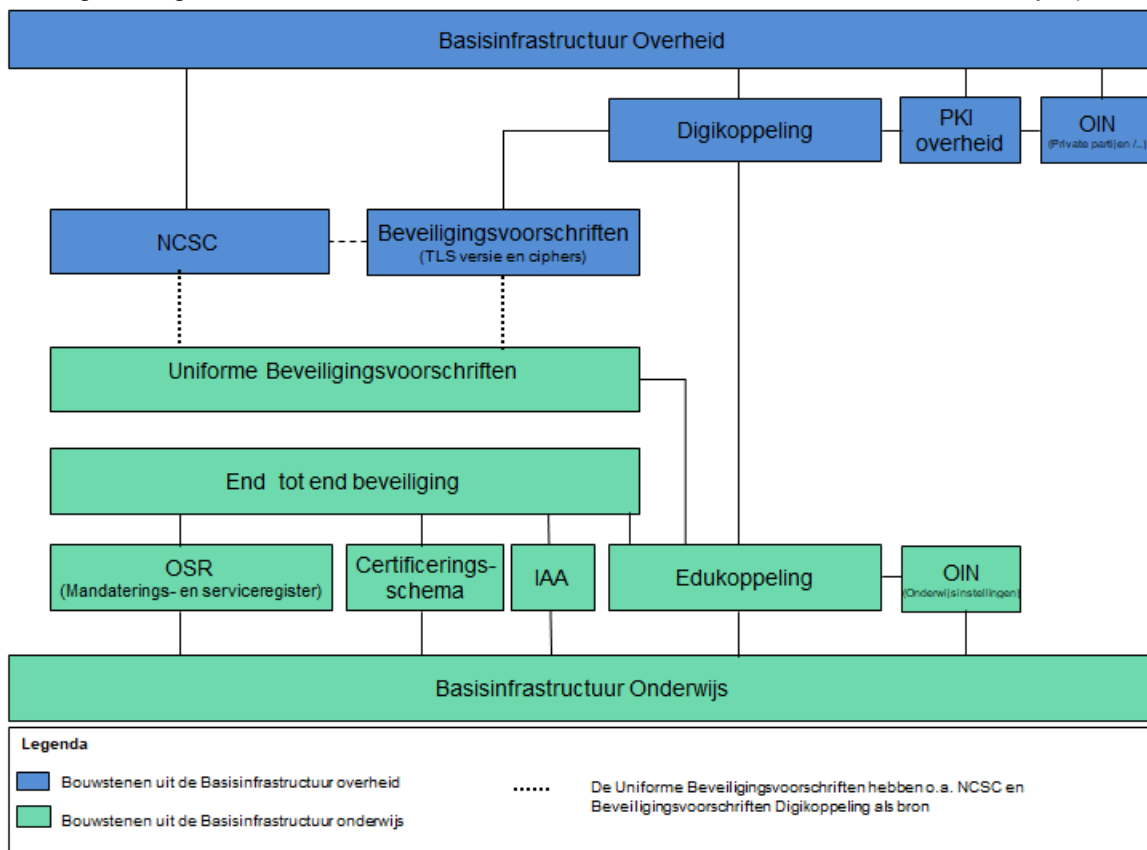 Basisinfrastructuur Overheid
Digikoppeling
PKI
overheid
OIN
(Private partijen /..)
NCSC
Beveiligingsvoorschriften
(TLS versie en ciphers)
Uniforme Beveiligingsvoorschriften
End tot end beveiliging
OSR
(Mandaterings- en serviceregister)
Certificerings-
schema
IAA
Edukoppeling
OIN
(Onderwijsinstellingen)
Basisinfrastructuur Onderwijs
Legenda
Bouwstenen uit de Basisinfrastructuur overheid
Bouwstenen uit de Basisinfrastructuur onderwijs
De Uniforme Beveiligingsvoorschriften hebben o.a. NCSC en
Beveiligingsvoorschriften Digikoppeling als bron